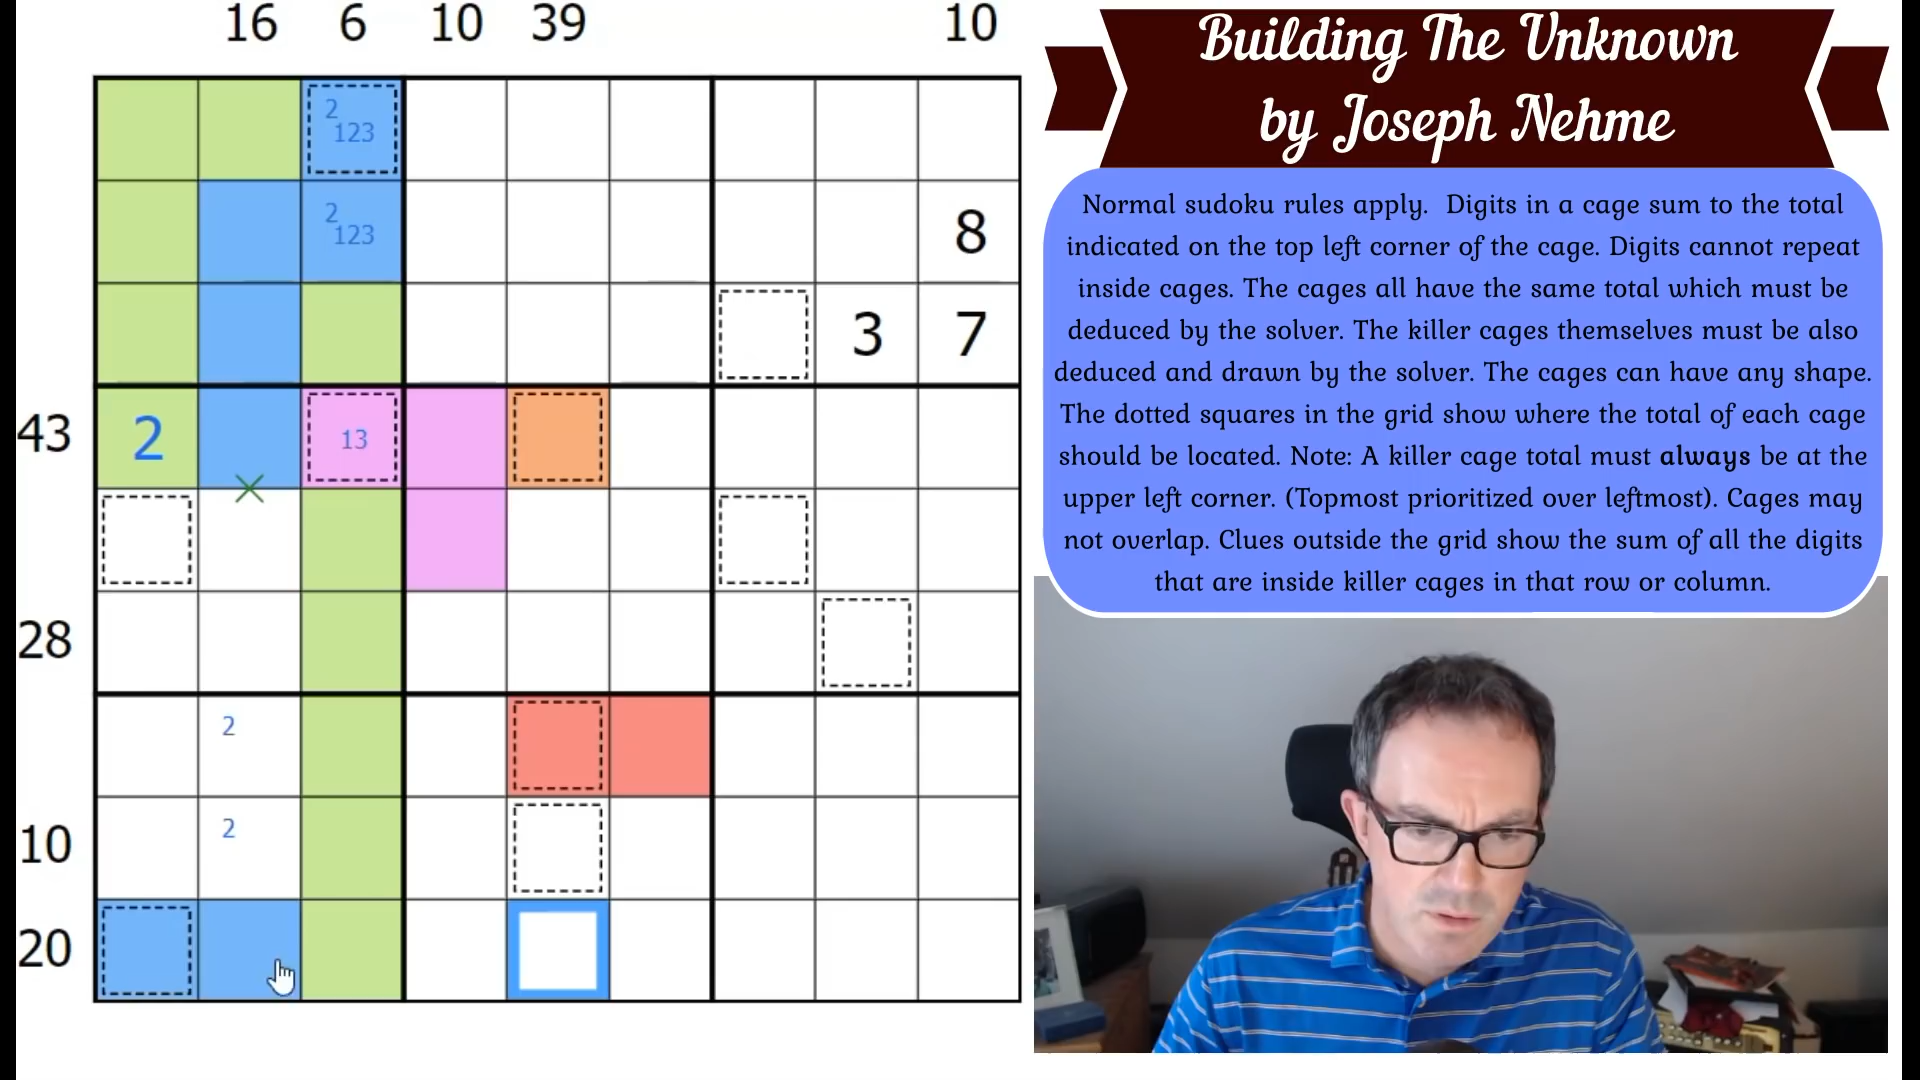 16 6 10 39 10
Building The Unknown
by Joseph Nehme
Normal sudoku rules apply. Digits in a cage sum to the total
indicated on the top left corner of the cage. Digits cannot repeat
inside cages. The cages all have the same total which must be
deduced by the solver. The killer cages themselves must be also
deduced and drawn by the solver. The cages can have any shape.
The dotted squares in the grid show where the total of each cage
should be located. Note: A killer cage total must always be at the
upper left corner. (Topmost prioritized over leftmost). Cages may
not overlap. Clues outside the grid show the sum of all the digits
that are inside killer cages in that row or column.
2
123
2
123
8
3 7
43 2 13
28
2
10 2
20